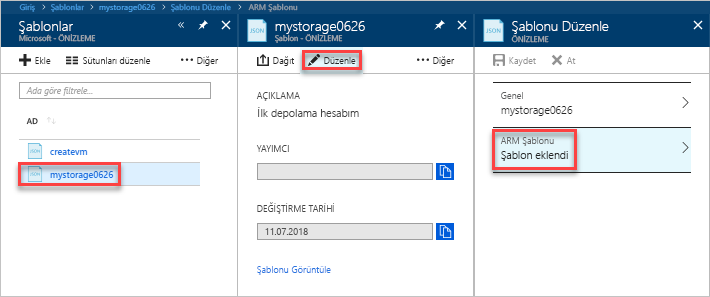 Giriş > Şablonlar > mystorage0626 > Şablonu Düzenle > ARM Şablonu
Şablonlar
Microsoft - ÖNİZLEME
Ekle
Sütunları düzenle
Diğer
Ada göre filtrele...
AD
createvm
mystorage0626
mystorage0626
Şablon - ÖNİZLEME
Dağıt
Düzenle
Diğer
AÇIKLAMA
İlk depolama hesabım
YAYIMCI
DEĞİŞTİRME TARİHİ
11.07.2018
Şablonu Görüntüle
Şablonu Düzenle
ÖNİZLEME
Kaydet
At
Genel
mystorage0626
ARM Şablonu
Şablon eklendi